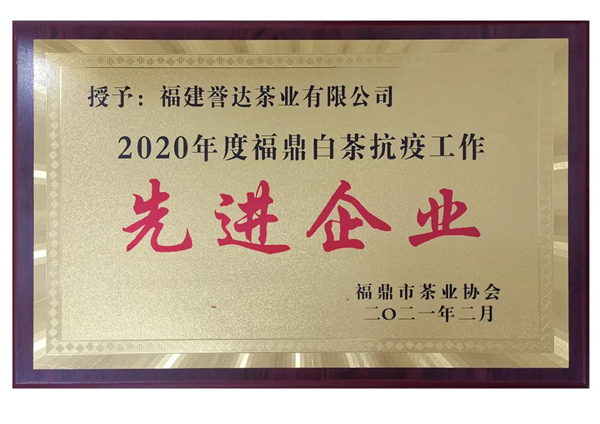 授予：福建誉达茶业有限公司
2020年度福鼎白茶抗疫工作
先进企业
福鼎市茶业协会
二〇二一年二月